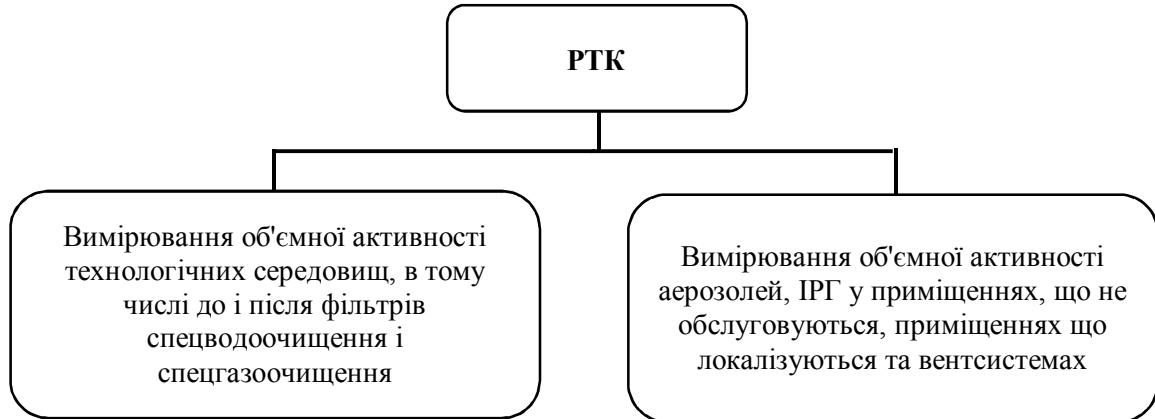 РТК
Вимірювання об'ємної активності
технологічних середовищ, в тому
числі до і після фільтрів
спецводоочищення і
спецгазоочищення
Вимірювання об'ємної активності
аерозолей, ІРГ у приміщеннях, що не
обслуговуються, приміщеннях що
локалізуються та вентсистемах